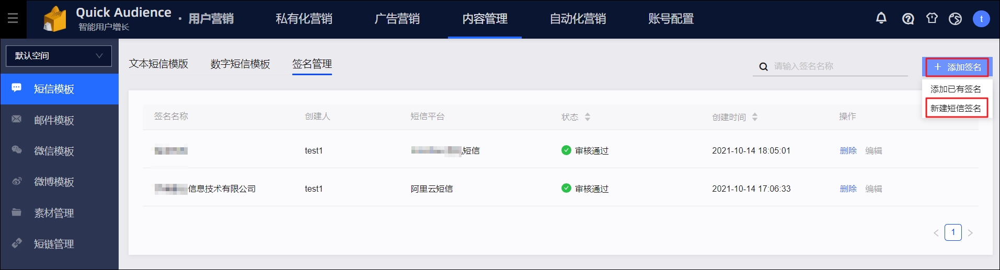 Quick Audience
· 用户营销
智能用户增长
私有化营销
广告营销
内容管理
自动化营销
账号配置
t
默认空间
短信模板
邮件模板
微信模板
微博模板
素材管理
短链管理
文本短信模版
数字短信模板
签名管理
请输入签名名称
+ 添加签名
添加已有签名
新建短信签名
签名名称 创建人 短信平台 状态 创建时间 操作
test1 短信 审核通过 2021-10-14 18:05:01 删除 编辑
信息技术有限公司 test1 阿里云短信 审核通过 2021-10-14 17:06:33 删除 编辑
< 1 >